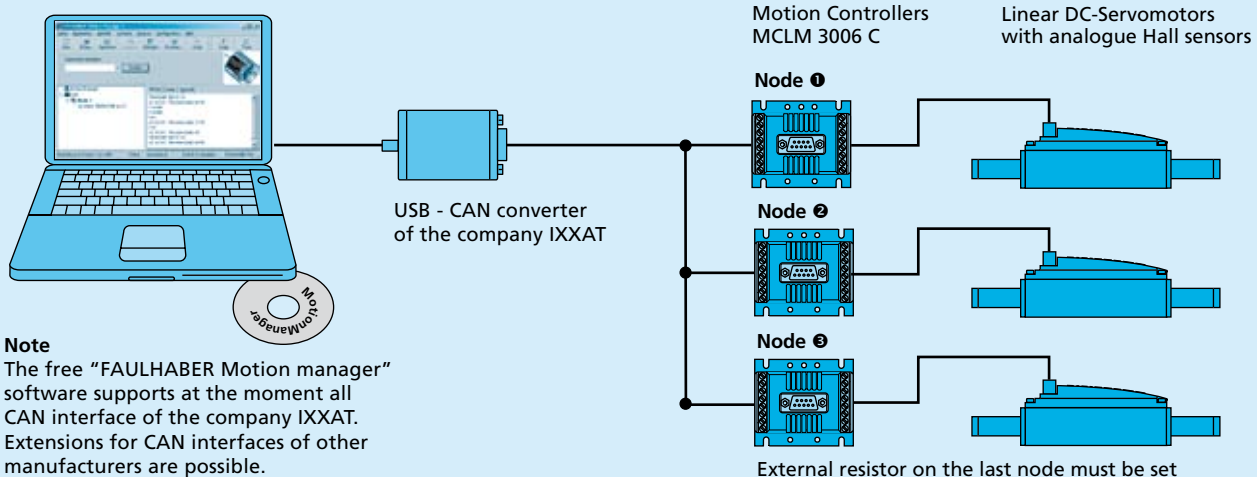 Motion Controllers
MCLM 3006 C
Linear DC-Servomotors
with analogue Hall sensors
Node ❶
USB - CAN converter
of the company IXXAT
Node ❷
MotionManager
Node ❸
Note
The free “FAULHABER Motion manager”
software supports at the moment all
CAN interface of the company IXXAT.
Extensions for CAN interfaces of other
manufacturers are possible.
External resistor on the last node must be set